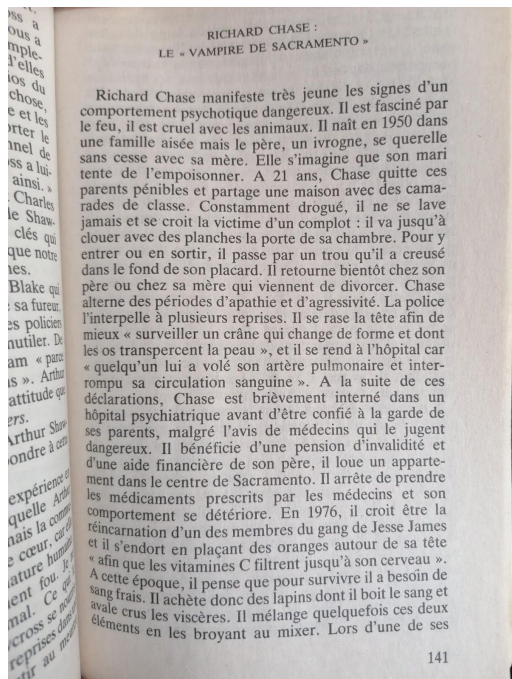 RICHARD CHASE :
LE « VAMPIRE DE SACRAMENTO »
Richard Chase manifeste très jeune les signes d'un
comportement psychotique dangereux. Il est fasciné par
le feu, il est cruel avec les animaux. Il naît en 1950 dans
une famille aisée mais le père, un ivrogne, se querelle
sans cesse avec sa mère. Elle s'imagine que son mari
tente de l'empoisonner. A 21 ans, Chase quitte ces
parents pénibles et partage une maison avec des cama-
rades de classe. Constamment drogué, il ne se lave
jamais et se croit la victime d'un complot : il va jusqu'à
clouer avec des planches la porte de sa chambre. Pour y
entrer ou en sortir, il passe par un trou qu'il a creusé
dans le fond de son placard. Il retourne bientôt chez son
père ou chez sa mère qui viennent de divorcer. Chase
alterne des périodes d'apathie et d'agressivité. La police
l'interpelle à plusieurs reprises. Il se rase la tête afin de
mieux « surveiller un crâne qui change de forme et dont
les os transpercent la peau », et il se rend à l'hôpital car
« quelqu'un lui a volé son artère pulmonaire et inter-
rompu sa circulation sanguine ». A la suite de ces
déclarations, Chase est brièvement interné dans un
hôpital psychiatrique avant d'être confié à la garde de
ses parents, malgré l'avis de médecins qui le jugent
dangereux. Il bénéficie d'une pension d'invalidité et
d'une aide financière de son père, il loue un apparte-
ment dans le centre de Sacramento. Il arrête de prendre
les médicaments prescrits par les médecins et son
comportement se détériore. En 1976, il croit être la
réincarnation d'un des membres du gang de Jesse James
et il s'endort en plaçant des oranges autour de sa tête
« afin que les vitamines C filtrent jusqu'à son cerveau ».
A cette époque, il pense que pour survivre il a besoin de
sang frais. Il achète donc des lapins dont il boit le sang et
avale crus les viscères. Il mélange quelquefois ces deux
éléments en les broyant au mixer. Lors d'une de ses
141